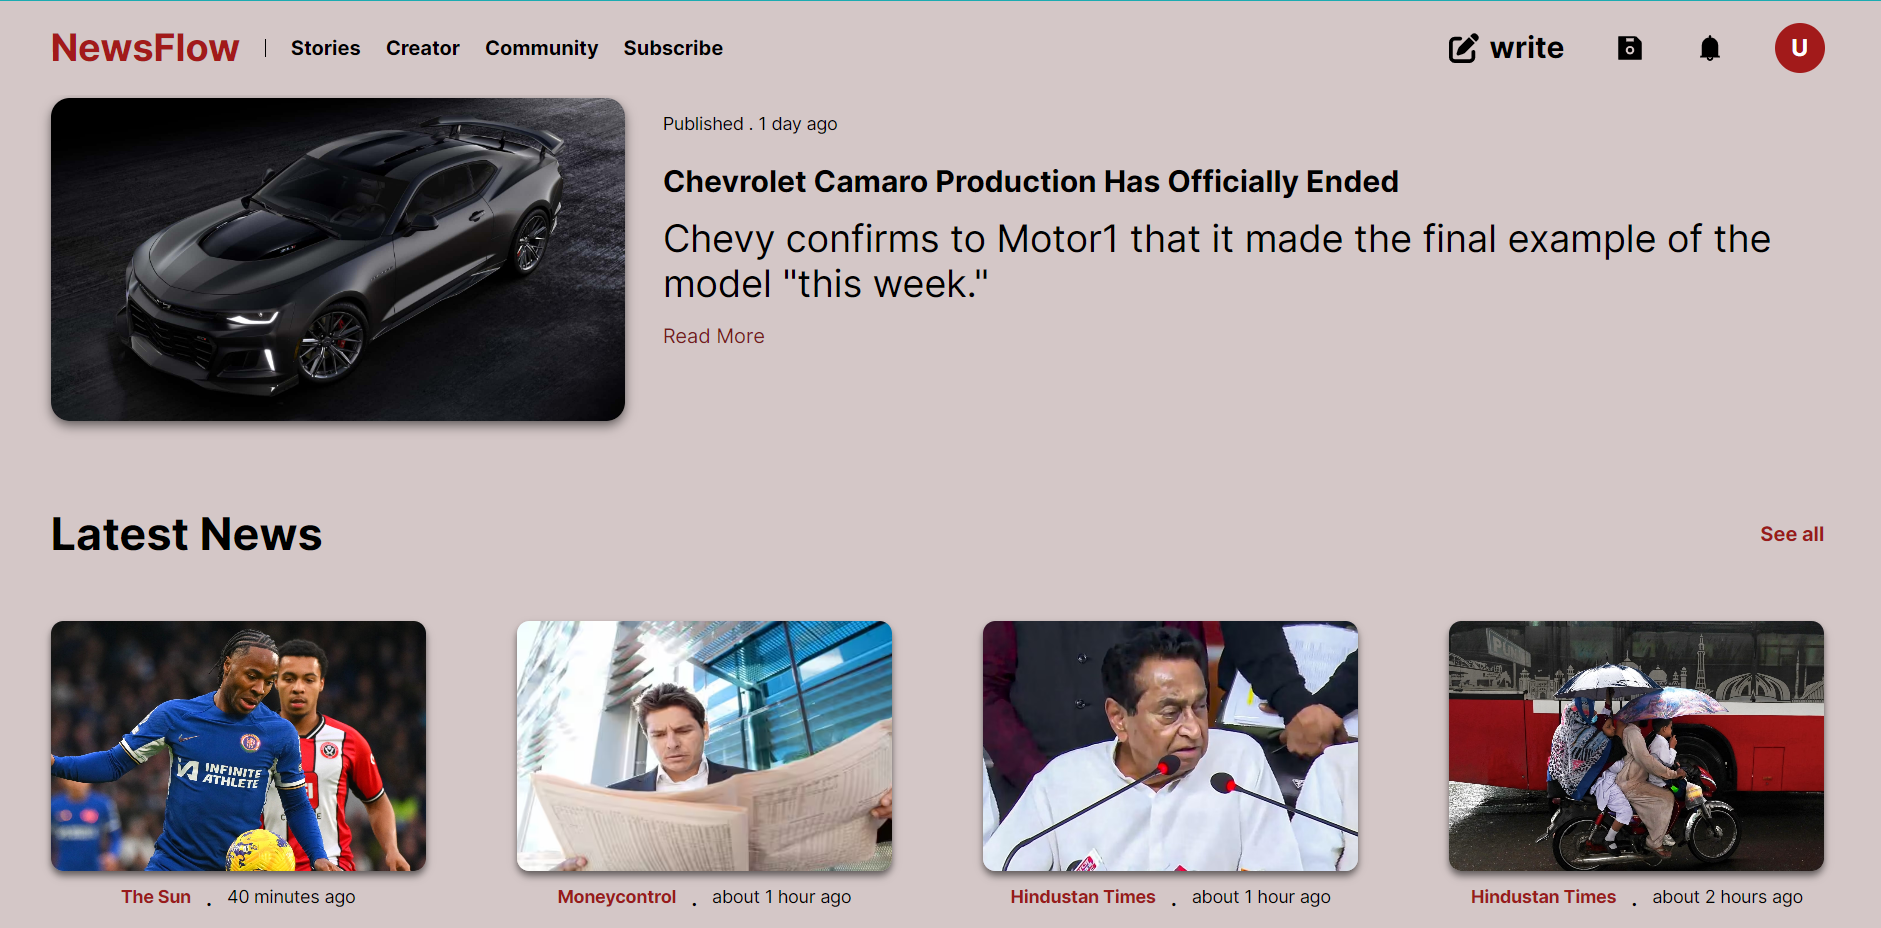 NewsFlow
Stories
Creator
Community
Subscribe
write
U
Published . 1 day ago
Chevrolet Camaro Production Has Officially Ended
Chevy confirms to Motor1 that it made the final example of the
model "this week."
Read More
Latest News
See all
INFINITE
ATHLETE
The Sun . 40 minutes ago
Moneycontrol . about 1 hour ago
Hindustan Times . about 1 hour ago
Hindustan Times . about 2 hours ago